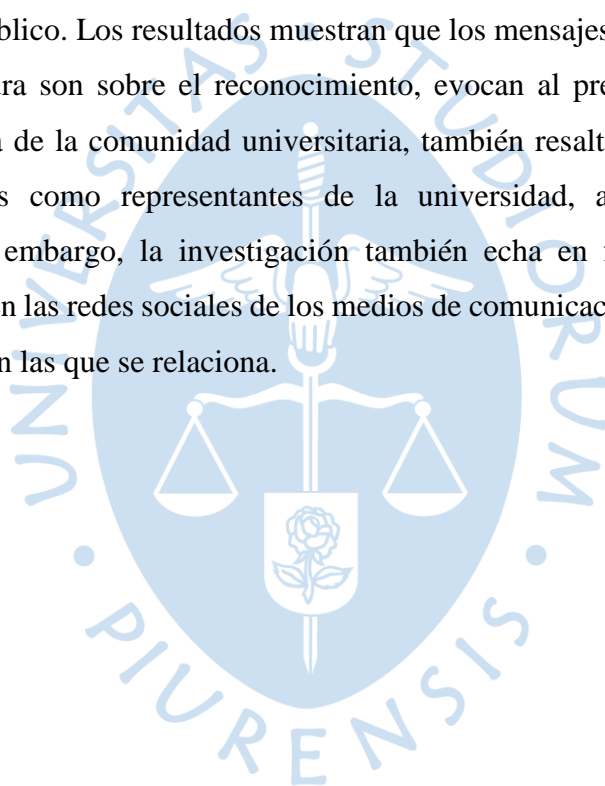 blico. Los resultados muestran que los mensajes
ra son sobre el reconocimiento, evocan al pre
de la comunidad universitaria, también resalt
s como representantes de la universidad, a
embargo, la investigación también echa en
n las redes sociales de los medios de comunicac
n las que se relaciona.
UNIVERSITAS STUDIORUM
PIURENSIS